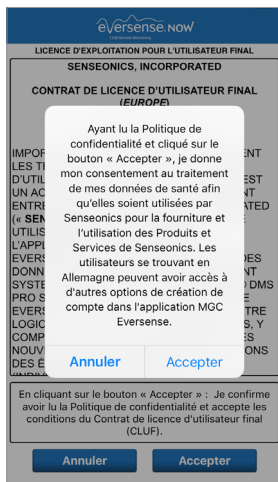 eversense. NOW
Continuous Glucose Monitoring
LICENCE D'EXPLOITATION POUR L'UTILISATEUR FINAL
SENSEONICS, INCORPORATED
CONTRAT DE LICENCE D'UTILISATEUR FINAL
(EUROPE)
Ayant lu la Politique de
confidentialité et cliqué sur le
bouton « Accepter », je donne
mon consentement au traitement
de mes données de santé afin
qu'elles soient utilisées par
Senseonics pour la fourniture et
l'utilisation des Produits et
Services de Senseonics. Les
utilisateurs se trouvant en
Allemagne peuvent avoir accès à
d'autres options de création de
compte dans l'application MGC
Eversense.
Annuler Accepter
En cliquant sur le bouton « Accepter » : Je confirme
avoir lu la Politique de confidentialité et accepte les
conditions du Contrat de licence d'utilisateur final
(CLUF).
Annuler Accepter